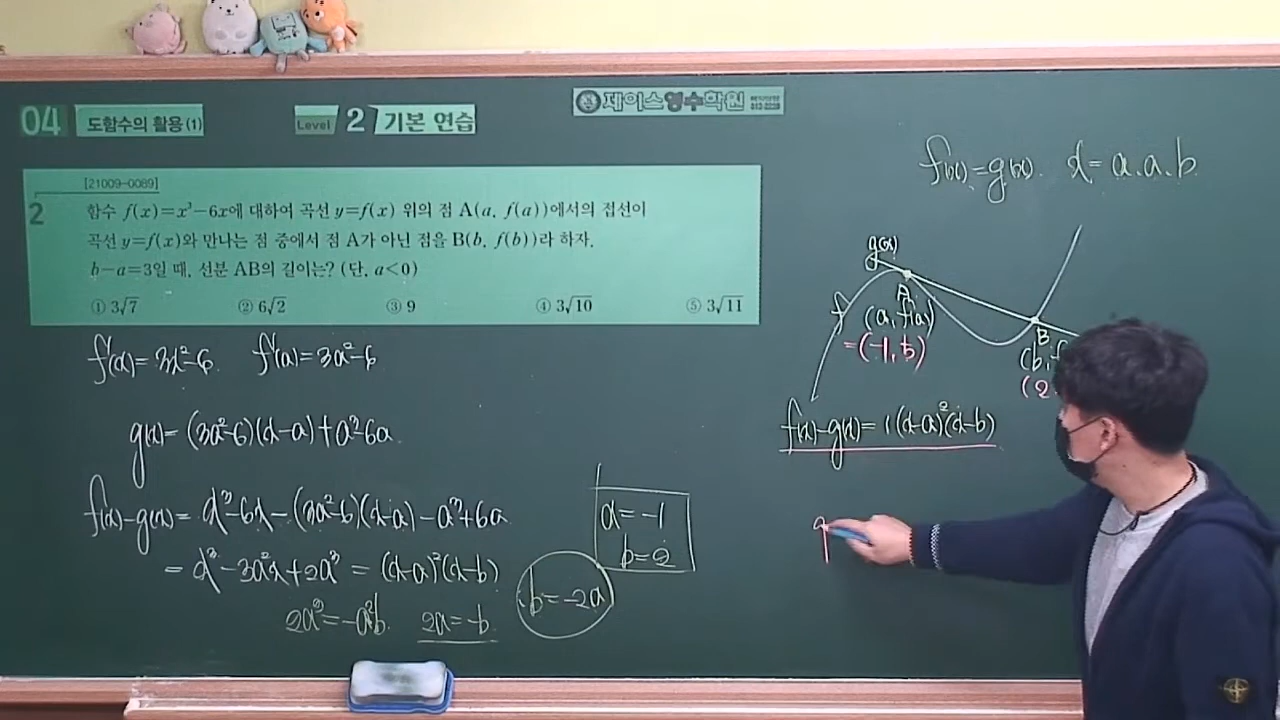 04 도함수의 활용 (1) Level 2 기본 연습
제이스영수학원
[21009-0089]
2 함수 f(x)=x³-6x에 대하여 곡선 y=f(x) 위의 점 A(a, f(a))에서의 접선이
곡선 y=f(x)와 만나는 점 중에서 점 A가 아닌 점을 B(b, f(b))라 하자.
b-a=3일 때, 선분 AB의 길이는? (단, a<0)
① 3√7 ② 6√2 ③ 9 ④ 3√10 ⑤ 3√11
f'(x)=3x²-6 f'(a)=3a²-6
g(x)=(3a²-6)(x-a)+a³-6a
f(x)-g(x)=x³-6x-(3a²-6)(x-a)-a³+6a
=x³-3a²x+2a³=(x-a)²(x-b)
2a³=-a²b 2a=-b
b=-2a
a=-1
b=2
f(x)=g(x) x=a, a, b
g(x)
f
A
(a, f(a))
=(-1, 5)
B
(b, f
(2
f(x)-g(x)=1(x-a)²(x-b)